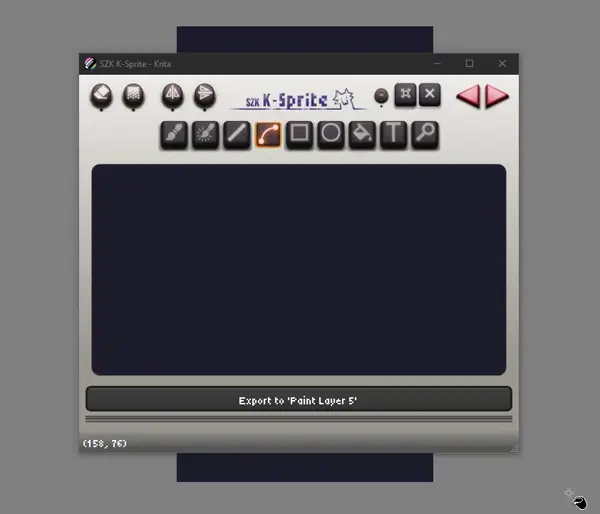 SZK K-Sprite - Krita
SZK K-Sprite
T
Export to 'Paint Layer 5'
(158, 76)